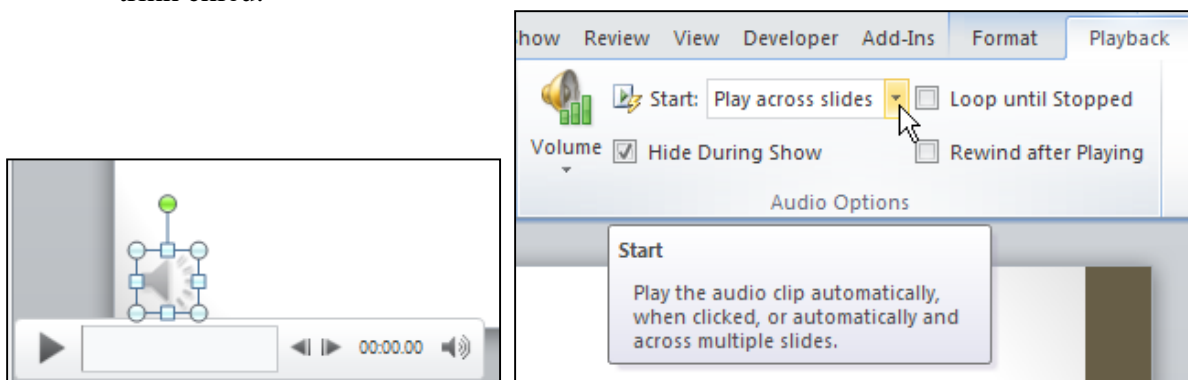 how Review View Developer Add-Ins Format Playback
Start: Play across slides Loop until Stopped
Volume Hide During Show Rewind after Playing
Audio Options
Start
Play the audio clip automatically,
when clicked, or automatically and
across multiple slides.
00:00.00